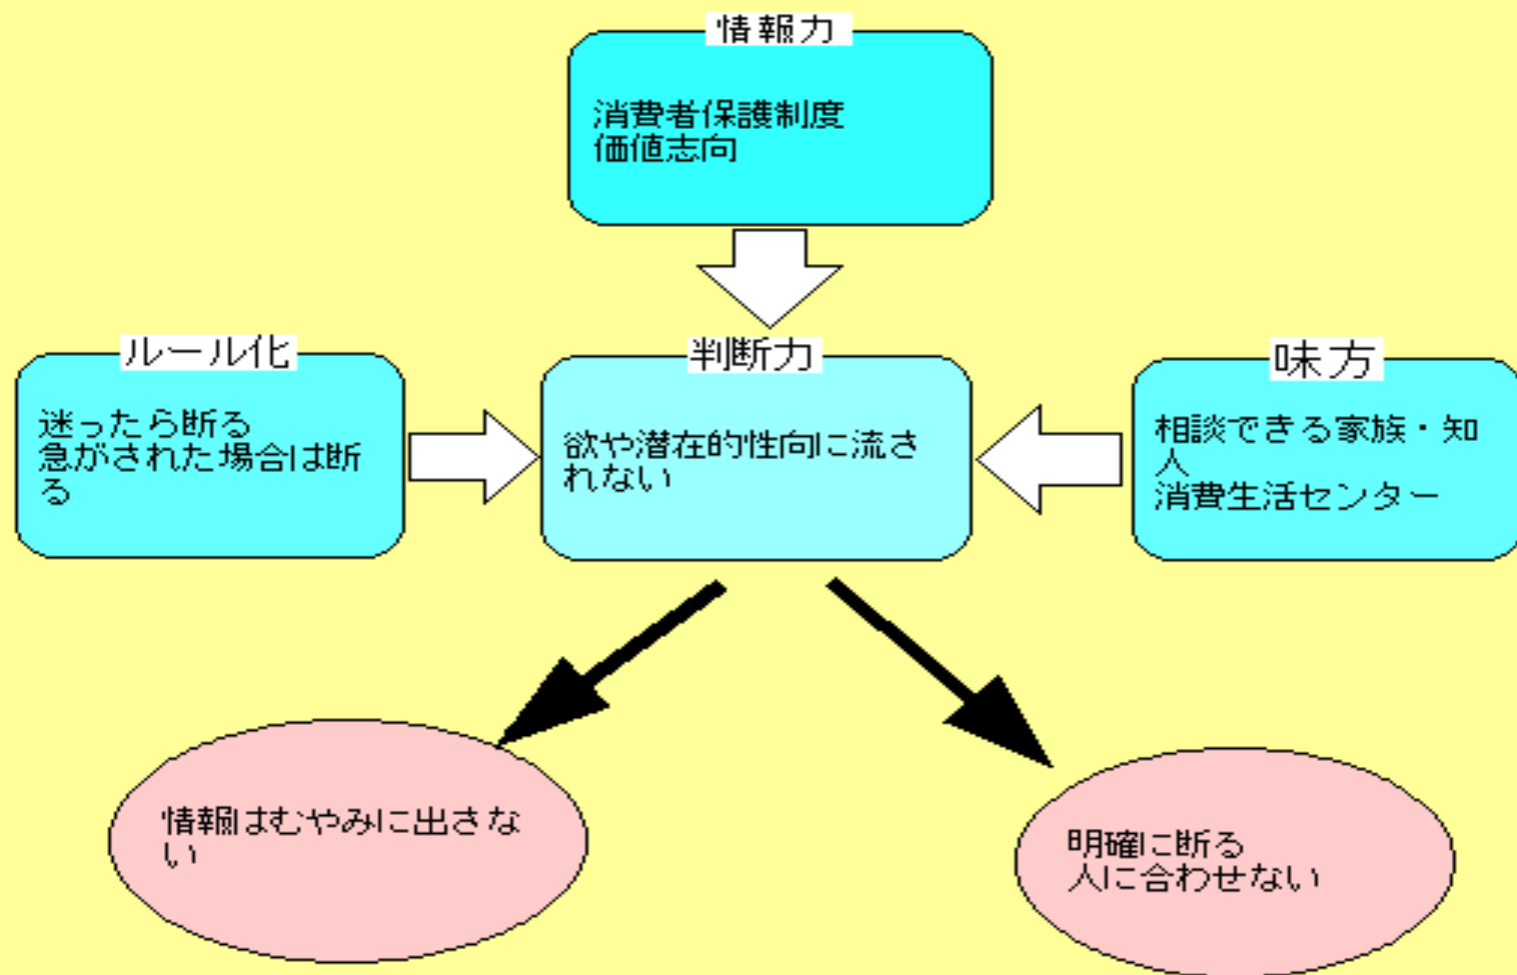 情報力
消費者保護制度
価値志向
ルール化
迷ったら断る
急がされた場合は断
る
判断力
欲や潜在的性向に流さ
れない
味方
相談できる家族・知
人
消費生活センター
情報はむやみに出さな
い
明確に断る
人に合わせない